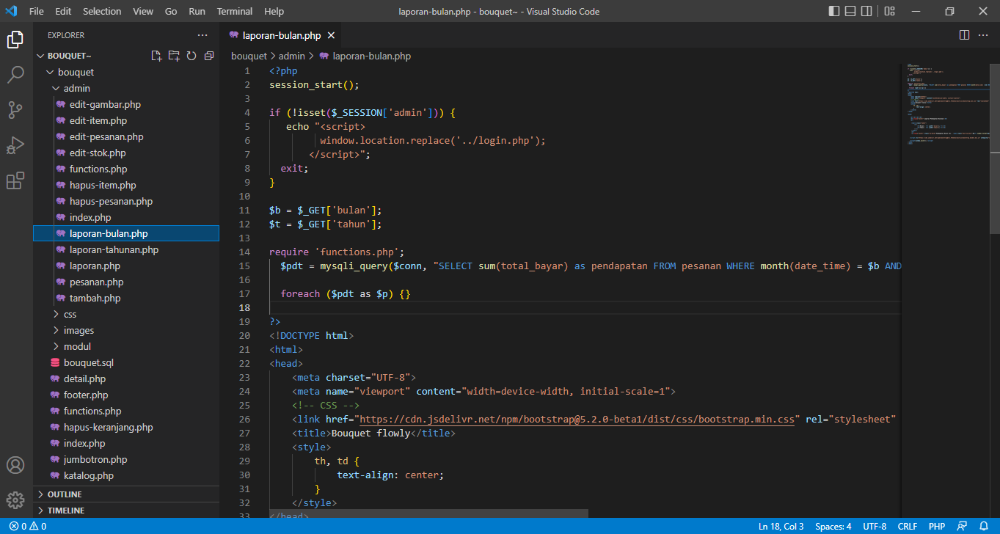 File Edit Selection View Go Run Terminal Help laporan-bulan.php - bouquet~ - Visual Studio Code
EXPLORER
BOUQUET~
bouquet
admin
edit-gambar.php
edit-item.php
edit-pesanan.php
edit-stok.php
functions.php
hapus-item.php
hapus-pesanan.php
index.php
laporan-bulan.php
laporan-tahunan.php
laporan.php
pesanan.php
tambah.php
css
images
modul
bouquet.sql
detail.php
footer.php
functions.php
hapus-keranjang.php
index.php
jumbotron.php
katalog.php
OUTLINE
TIMELINE
laporan-bulan.php
bouquet > admin > laporan-bulan.php
1 <?php
2 session_start();
3
4 if (!isset($_SESSION['admin'])) {
5 echo "<script>
6 window.location.replace('../login.php');
7 </script>";
8 exit;
9 }
10
11 $b = $_GET['bulan'];
12 $t = $_GET['tahun'];
13
14 require 'functions.php';
15 $pdt = mysqli_query($conn, "SELECT sum(total_bayar) as pendapatan FROM pesanan WHERE month(date_time) = $b AND
16
17 foreach ($pdt as $p) {}
18
19 ?>
20 <!DOCTYPE html>
21 <html>
22 <head>
23 <meta charset="UTF-8">
24 <meta name="viewport" content="width=device-width, initial-scale=1">
25 <!-- CSS -->
26 <link href="https://cdn.jsdelivr.net/npm/bootstrap@5.2.0-beta1/dist/css/bootstrap.min.css" rel="stylesheet"
27 <title>Bouquet flowly</title>
28 <style>
29 th, td {
30 text-align: center;
31 }
32 </style>
33 </head>
0 0 Ln 18, Col 3 Spaces: 4 UTF-8 CRLF PHP